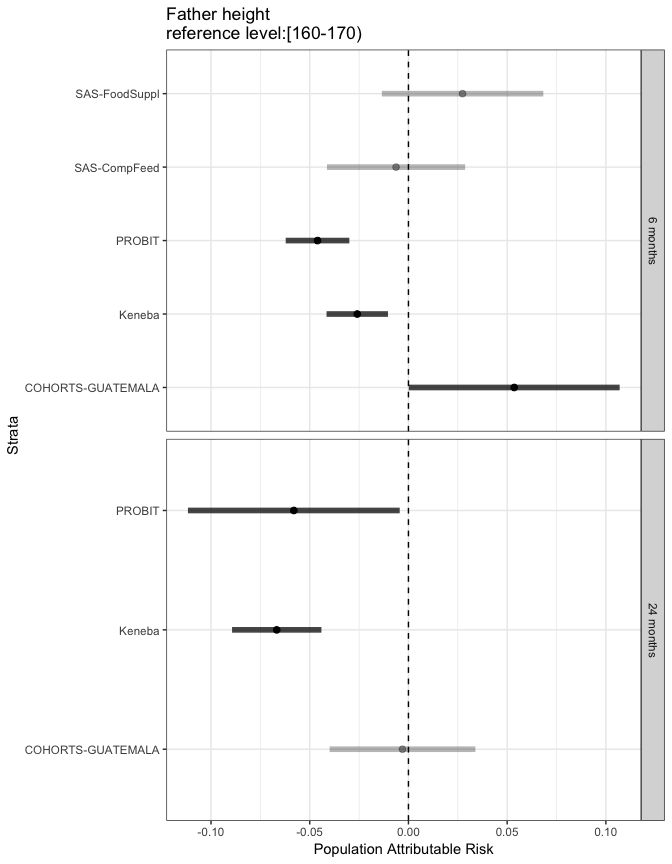 Father height
reference level:[160-170)
SAS-FoodSuppl
SAS-CompFeed
PROBIT
Keneba
COHORTS-GUATEMALA
6 months
Strata
PROBIT
Keneba
COHORTS-GUATEMALA
24 months
-0.10
-0.05
0.00
0.05
0.10
Population Attributable Risk